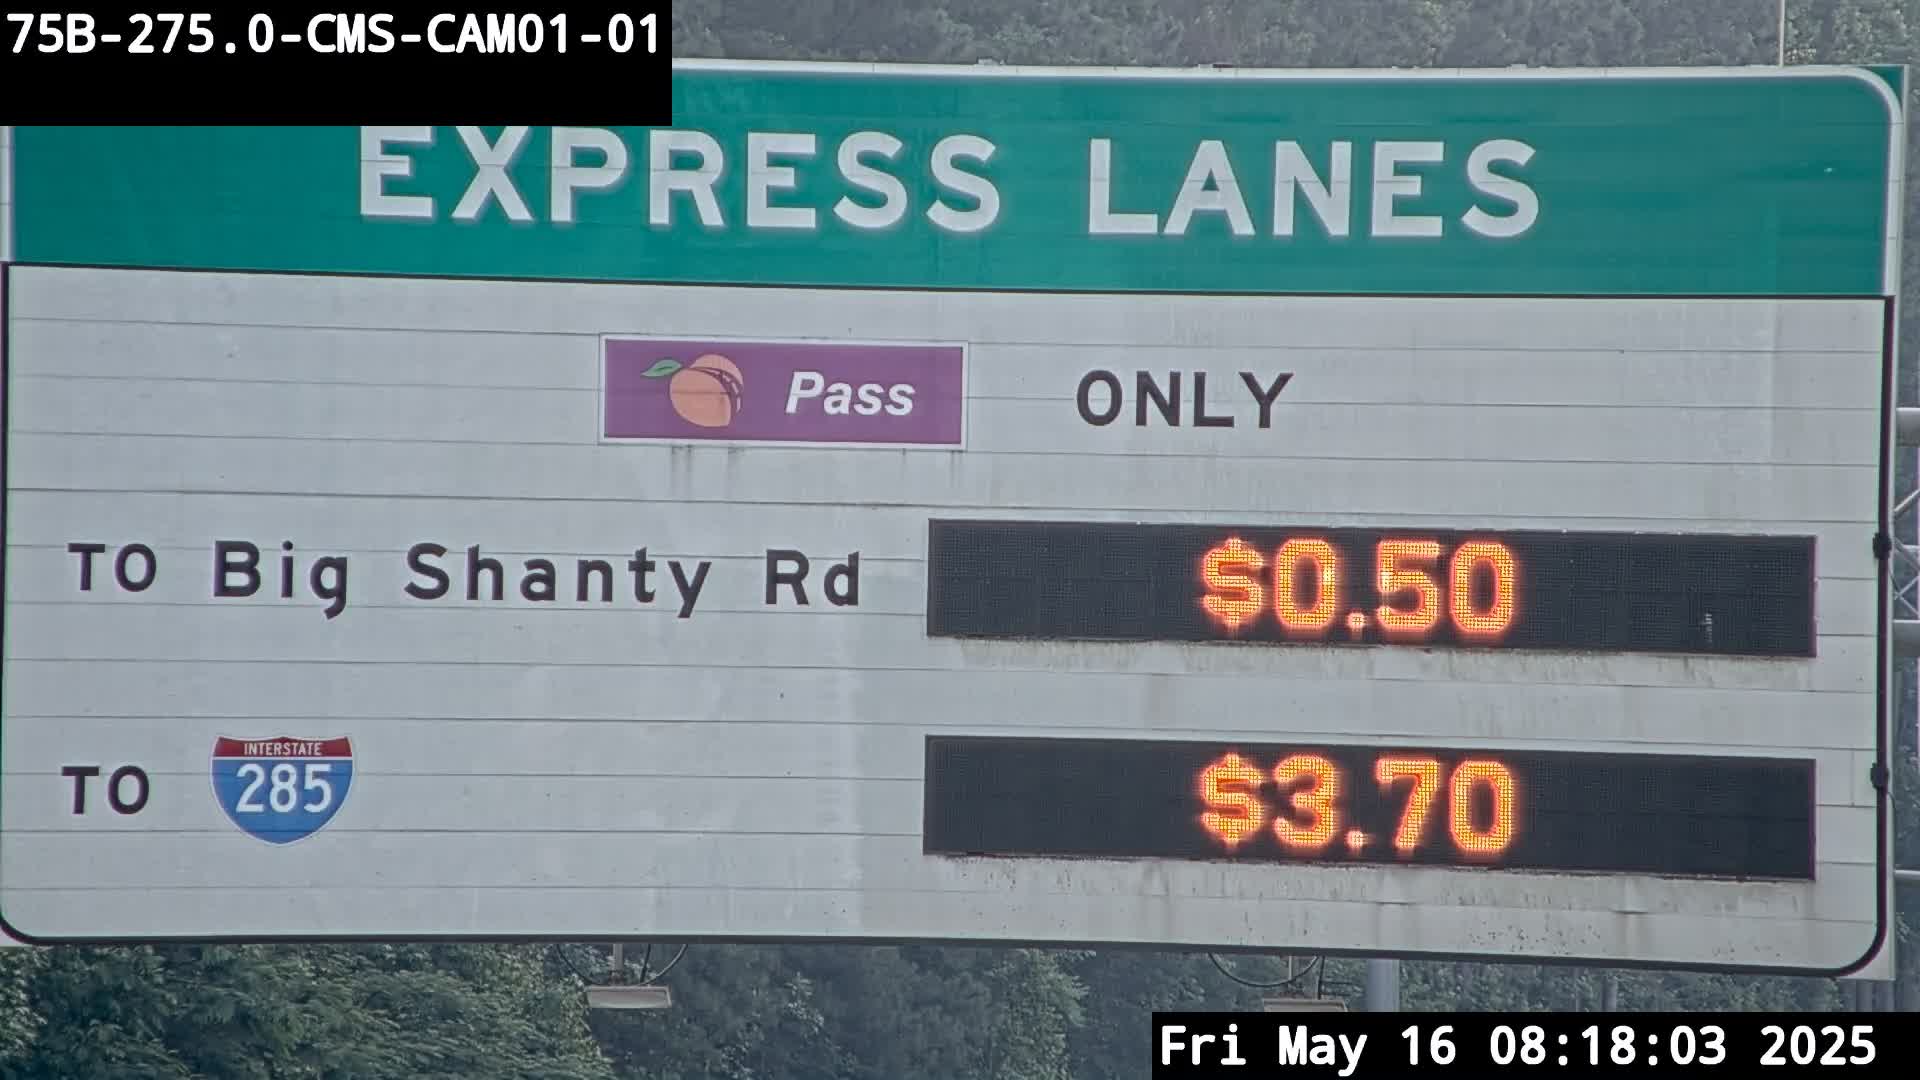 75B-275.0-CMS-CAM01-01
EXPRESS LANES
Pass ONLY
TO Big Shanty Rd $0.50
INTERSTATE
TO 285 $3.70
Fri May 16 08:18:03 2025